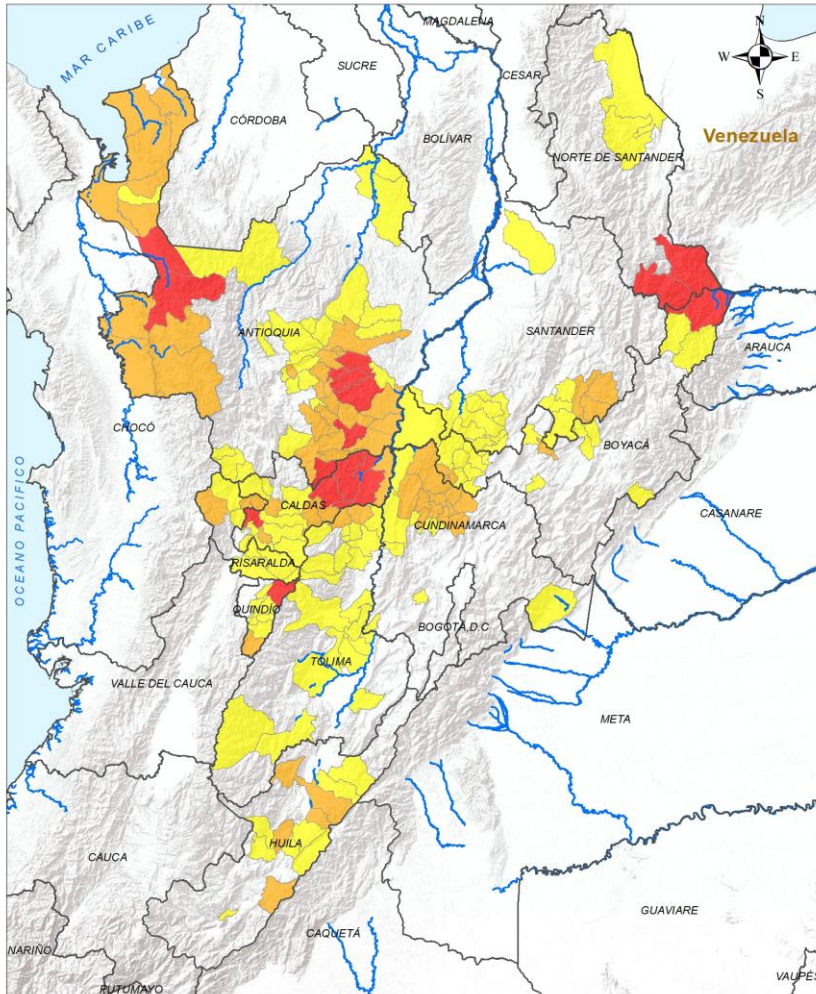 MAGDALENA
MAR CARIBE
N
SUCRE
W
E
CESAR
S
CÓRDOBA
BOLÍVAR
Venezuela
NORTE DE SANTANDER
ANTIOQUIA
SANTANDER
ARAUCA
CHOCÓ
BOYACÁ
OCEANO PACIFICO
CALDAS
CASANARE
CUNDINAMARCA
RISARALDA
QUINDÍO
BOGOTÁ, D.C
TOLIMA
VALLE DEL CAUCA
META
HUILA
CAUCA
GUAVIARE
CAQUETÁ
NARIÑO
VAUPÉS
PUTUMAYO